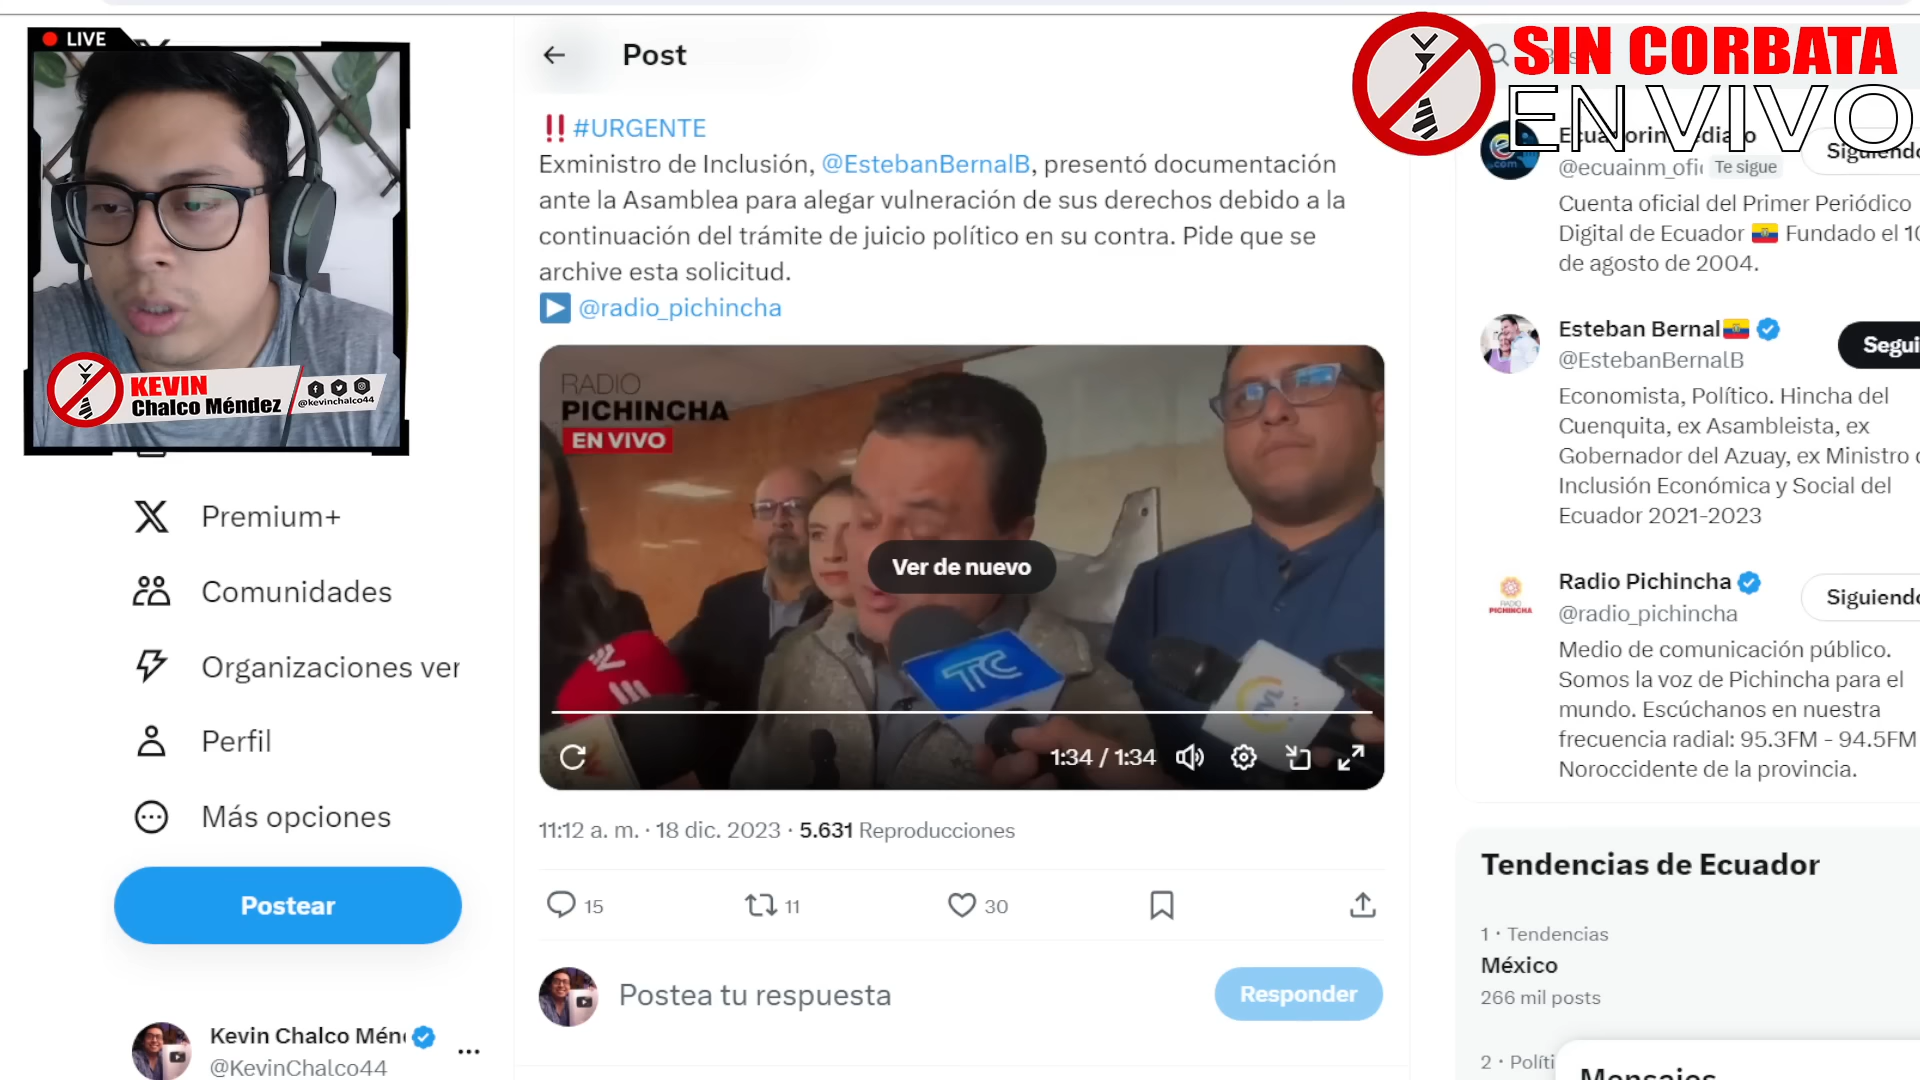 LIVE
KEVIN
Chalco Méndez
@kevinchalco44
Premium+
Comunidades
Organizaciones ver
Perfil
Más opciones
Postear
Kevin Chalco Mén
@KevinChalco44
Post
‼#URGENTE
Exministro de Inclusión, @EstebanBernalB, presentó documentación
ante la Asamblea para alegar vulneración de sus derechos debido a la
continuación del trámite de juicio político en su contra. Pide que se
archive esta solicitud.
@radio_pichincha
RADIO
PICHINCHA
EN VIVO
Ver de nuevo
TC
1:34 / 1:34
11:12 a. m. · 18 dic. 2023 · 5.631 Reproducciones
15
11
30
Postea tu respuesta
Responder
SIN CORBATA
EN VIVO
@ecuainm_ofi Te sigue
Siguiendo
Cuenta oficial del Primer Periódico
Digital de Ecuador Fundado el 10
de agosto de 2004.
Esteban Bernal
@EstebanBernalB
Segui
Economista, Político. Hincha del
Cuenquita, ex Asambleista, ex
Gobernador del Azuay, ex Ministro
Inclusión Económica y Social del
Ecuador 2021-2023
Radio Pichincha
@radio_pichincha
Siguiendo
RADIO
PICHINCHA
Medio de comunicación público.
Somos la voz de Pichincha para el
mundo. Escúchanos en nuestra
frecuencia radial: 95.3FM - 94.5FM
Noroccidente de la provincia.
Tendencias de Ecuador
1 · Tendencias
México
266 mil posts
2 · Políti
Mensajes